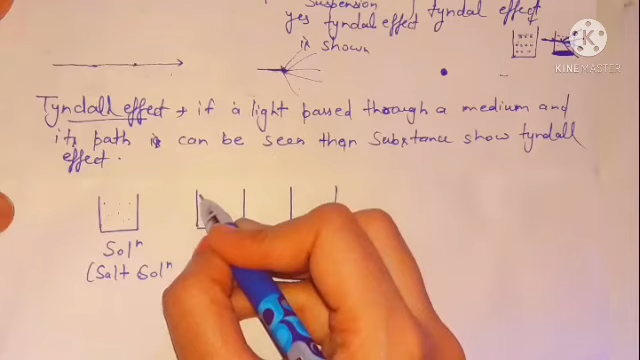 Suspension
tyndal effect
yes tyndal effect
is shown
KINEMASTER
Tyndall effect → if a light passed through a medium and
its path is can be seen then substance show tyndall
effect.
Solⁿ
(Salt Solⁿ